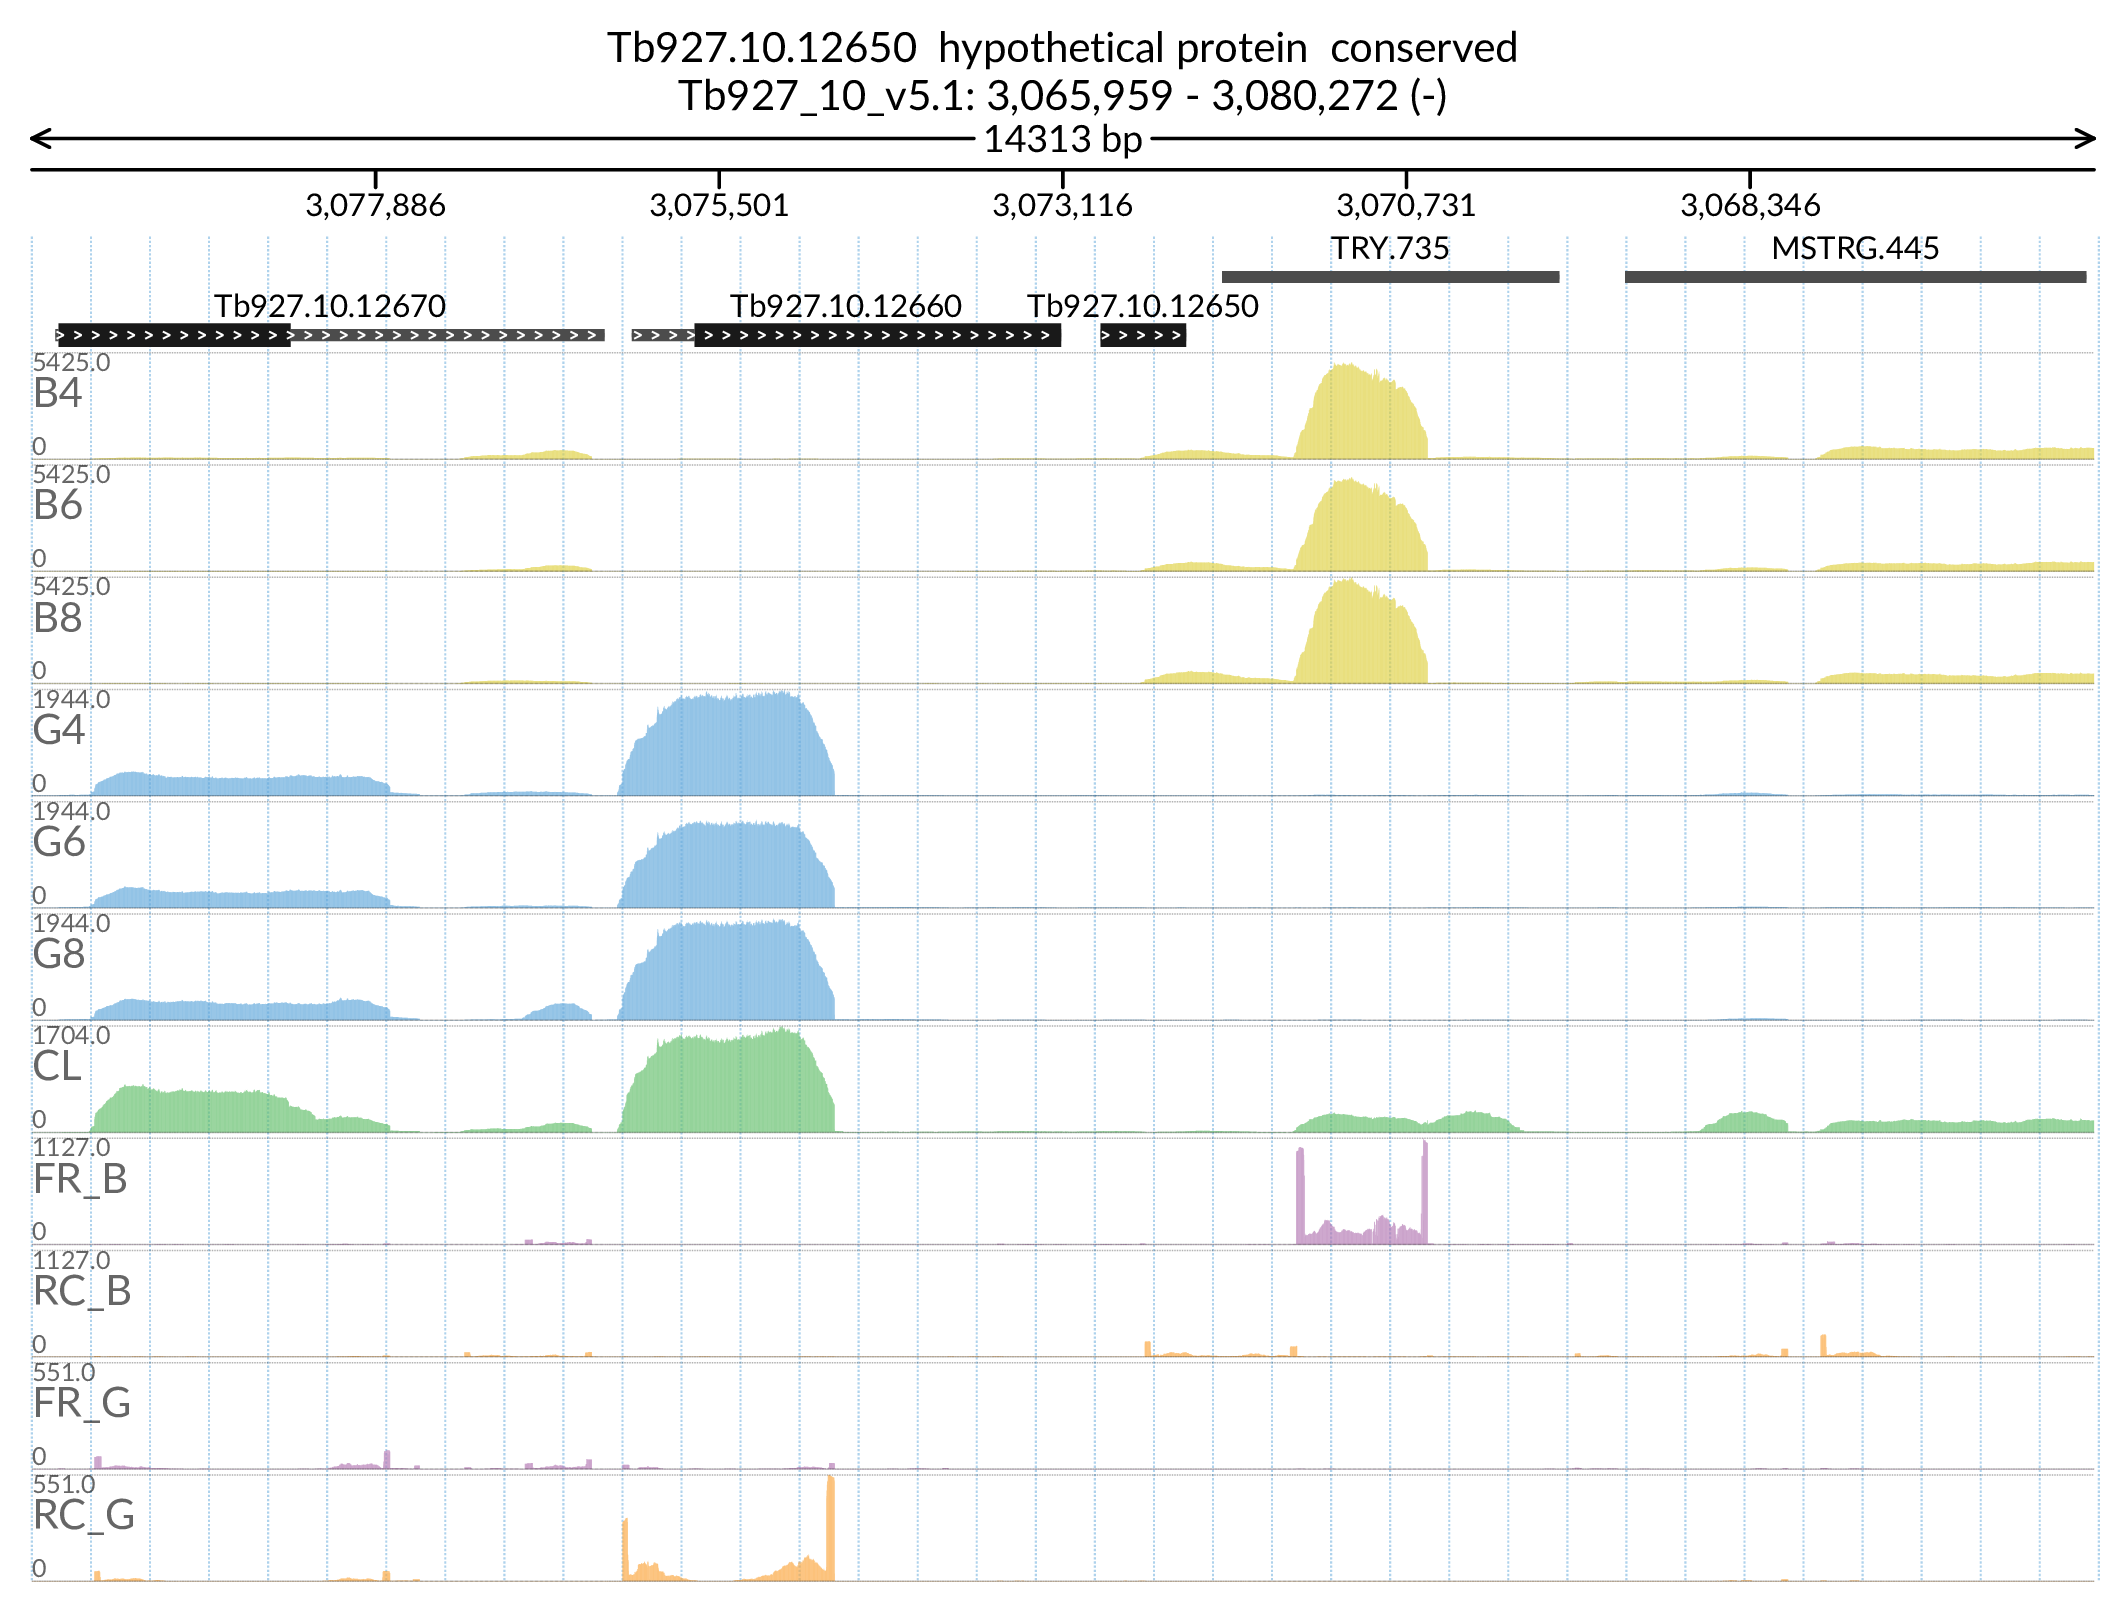 Tb927.10.12650  hypothetical protein  conserved
Tb927_10_v5.1: 3,065,959 - 3,080,272 (-)
14313 bp
3,077,886 3,075,501 3,073,116 3,070,731 3,068,346
TRY.735 MSTRG.445
Tb927.10.12670 Tb927.10.12660 Tb927.10.12650
5425.0
B4
0
5425.0
B6
0
5425.0
B8
0
1944.0
G4
0
1944.0
G6
0
1944.0
G8
0
1704.0
CL
0
1127.0
FR_B
0
1127.0
RC_B
0
551.0
FR_G
0
551.0
RC_G
0